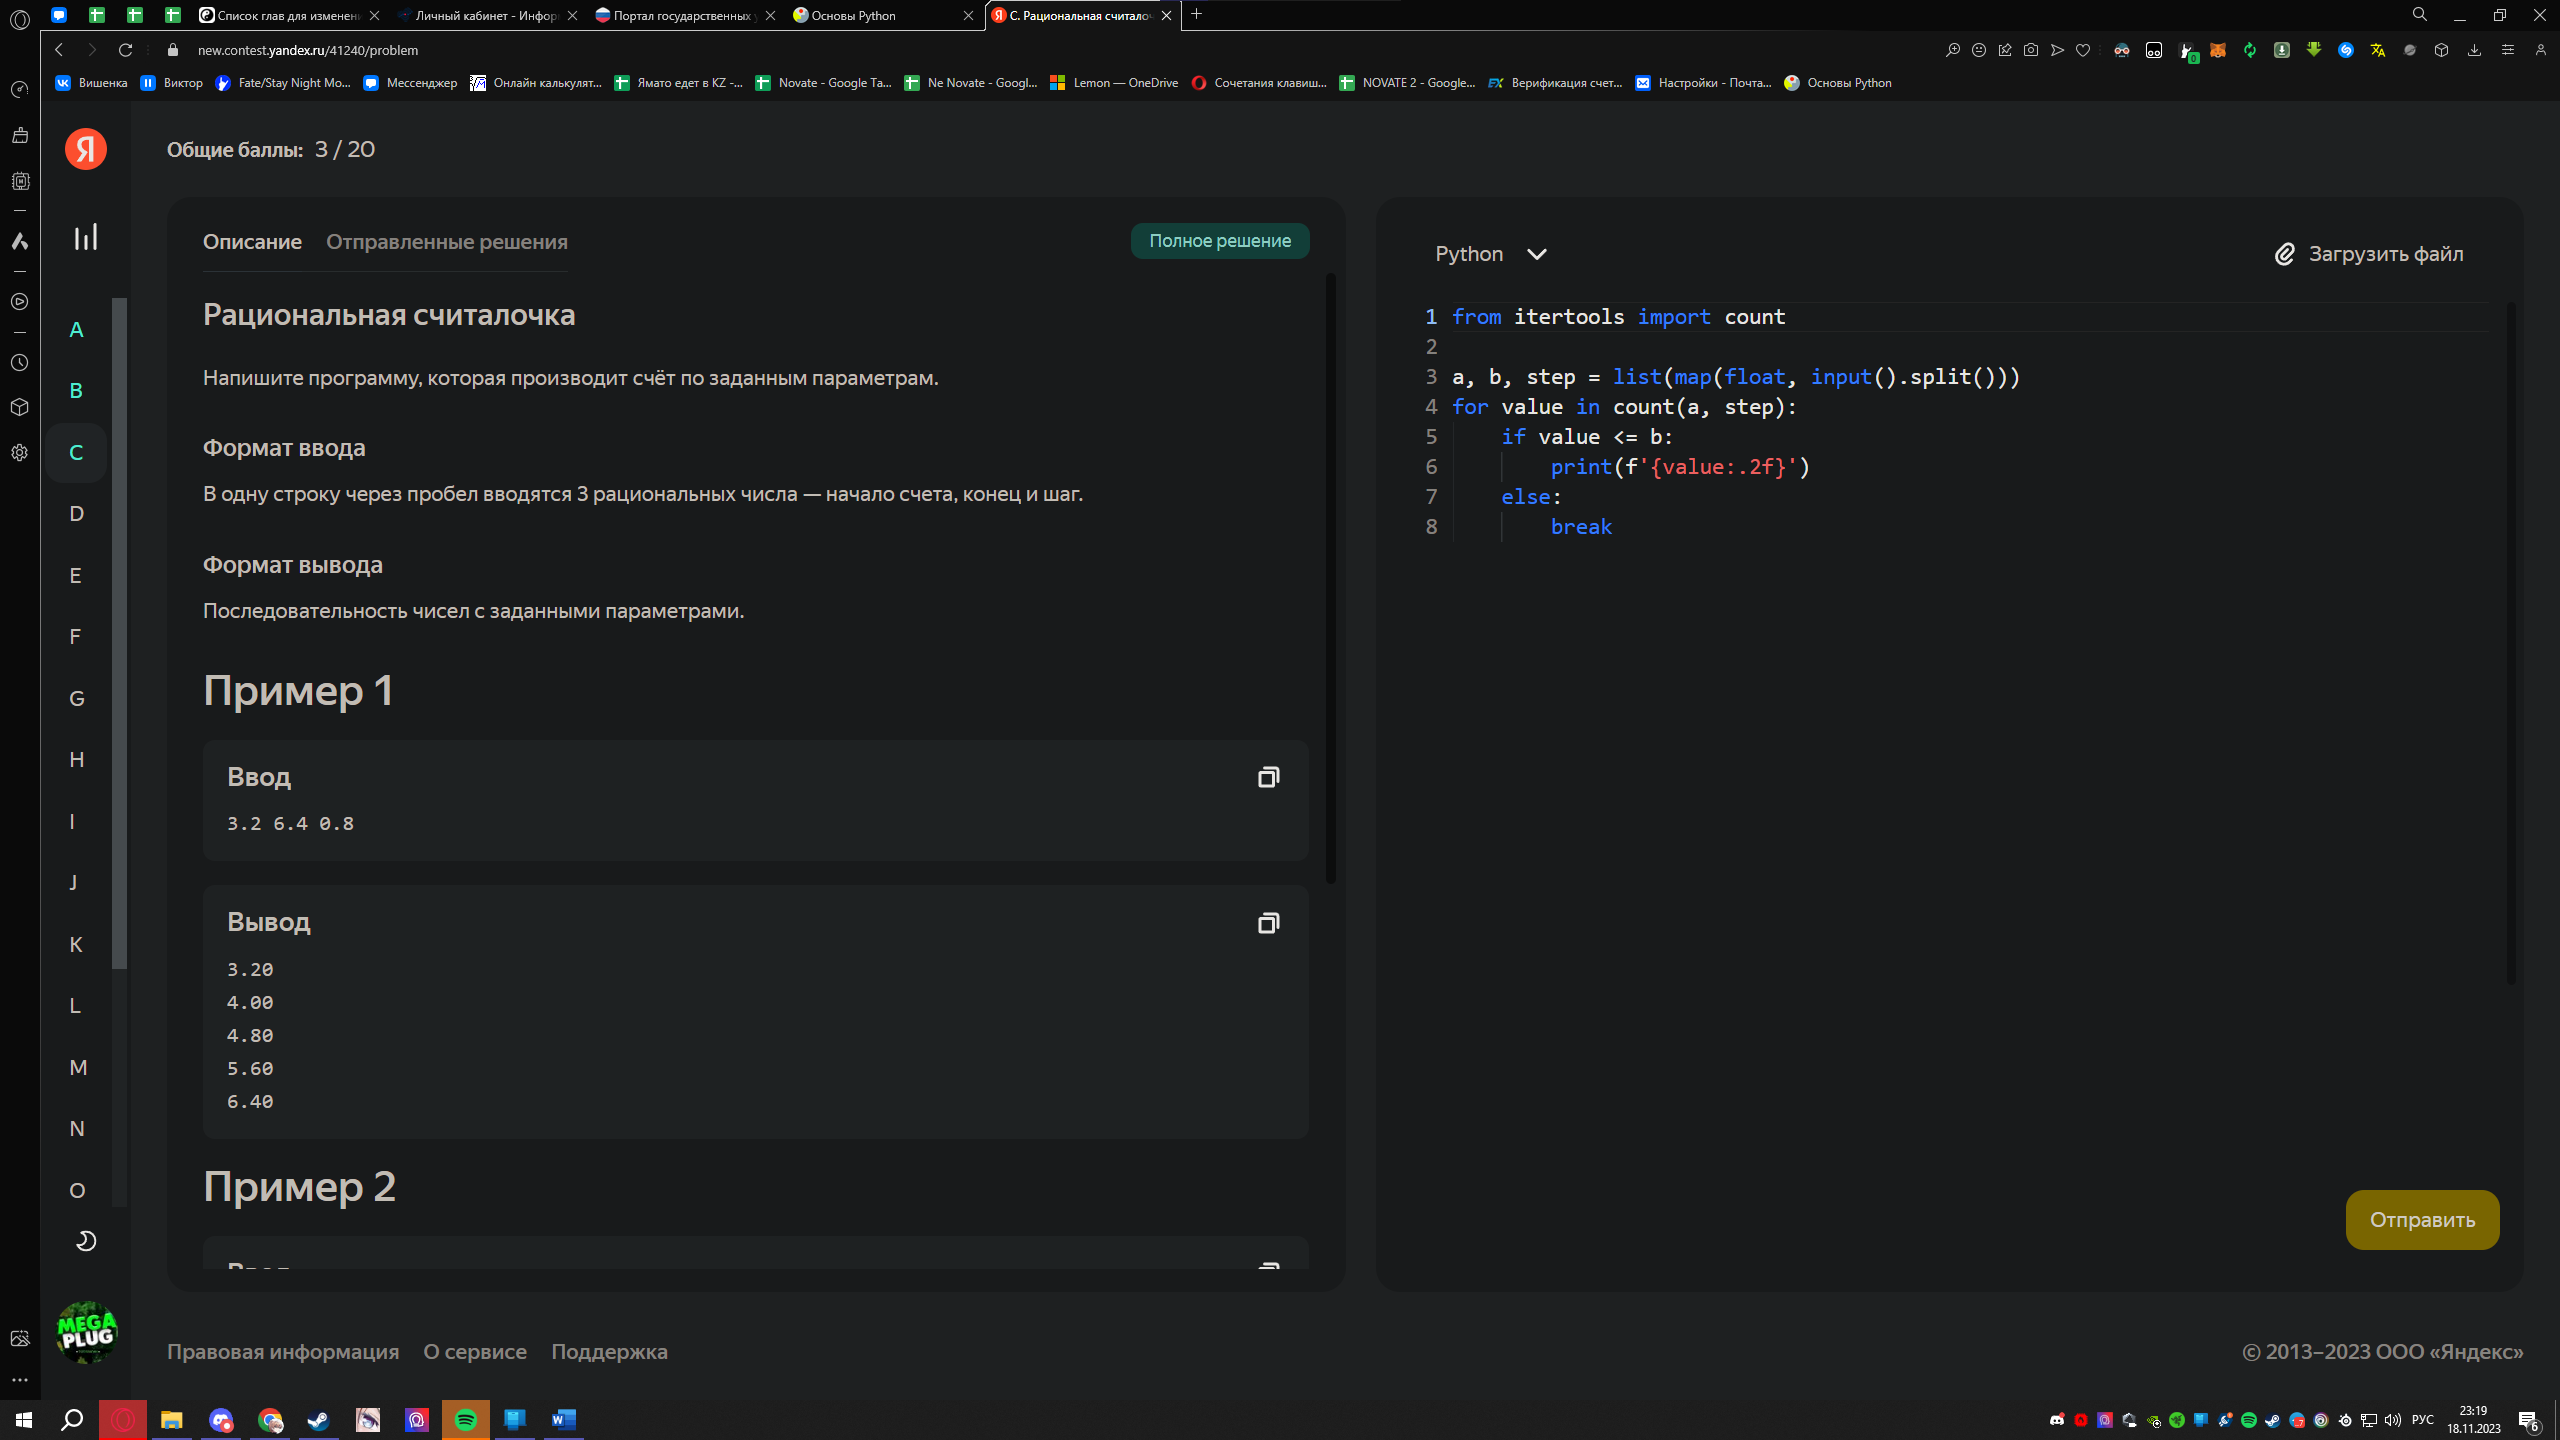 Список глав для изменени
Личный кабинет - Инфор
Портал государственных у
Основы Python
С. Рациональная считалоч
new.contest.yandex.ru/41240/problem
Вишенка
Виктор
Fate/Stay Night Mo...
Мессенджер
Онлайн калькулят...
Ямато едет в KZ -...
Novate - Google Та...
Ne Novate - Googl...
Lemon — OneDrive
Сочетания клавиш...
NOVATE 2 - Google...
Верификация счет...
Настройки - Почта...
Основы Python
Я
Общие баллы: 3 / 20
A
B
C
D
E
F
G
H
I
J
K
L
M
N
O
MEGA
PLUG
Описание
Отправленные решения
Полное решение
Рациональная считалочка
Напишите программу, которая производит счёт по заданным параметрам.
Формат ввода
В одну строку через пробел вводятся 3 рациональных числа — начало счета, конец и шаг.
Формат вывода
Последовательность чисел с заданными параметрами.
Пример 1
Ввод
3.2 6.4 0.8
Вывод
3.20
4.00
4.80
5.60
6.40
Пример 2
Python
Загрузить файл
1 from itertools import count
2
3 a, b, step = list(map(float, input().split()))
4 for value in count(a, step):
5     if value <= b:
6         print(f'{value:.2f}')
7     else:
8         break
Отправить
Правовая информация
О сервисе
Поддержка
© 2013–2023 ООО «Яндекс»
РУС
23:19
18.11.2023
6